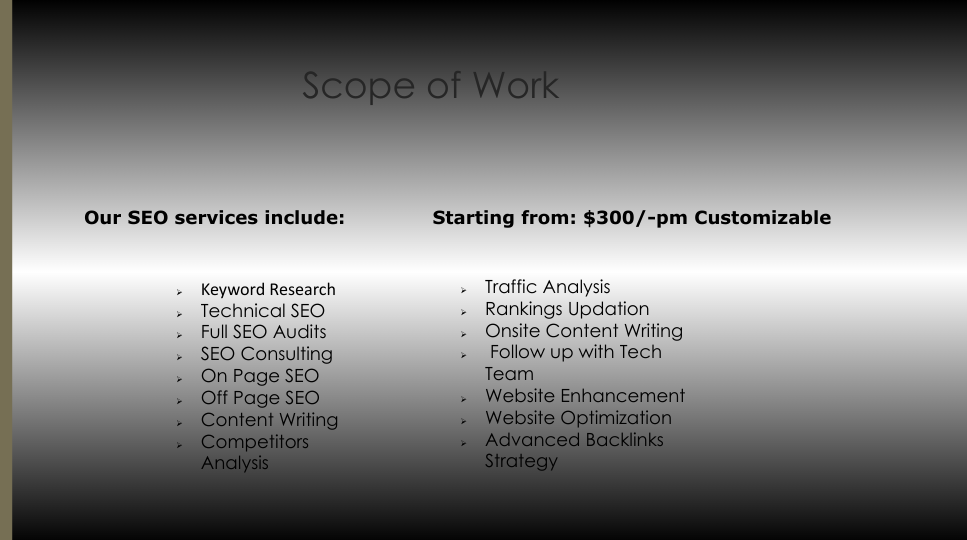 Scope of Work
Our SEO services include:
Keyword Research
Technical SEO
Full SEO Audits
SEO Consulting
On Page SEO
Off Page SEO
Content Writing
Competitors
Analysis
Starting from: $300/-pm Customizable
Traffic Analysis
Rankings Updation
Onsite Content Writing
Follow up with Tech
Team
Website Enhancement
Website Optimization
Advanced Backlinks
Strategy